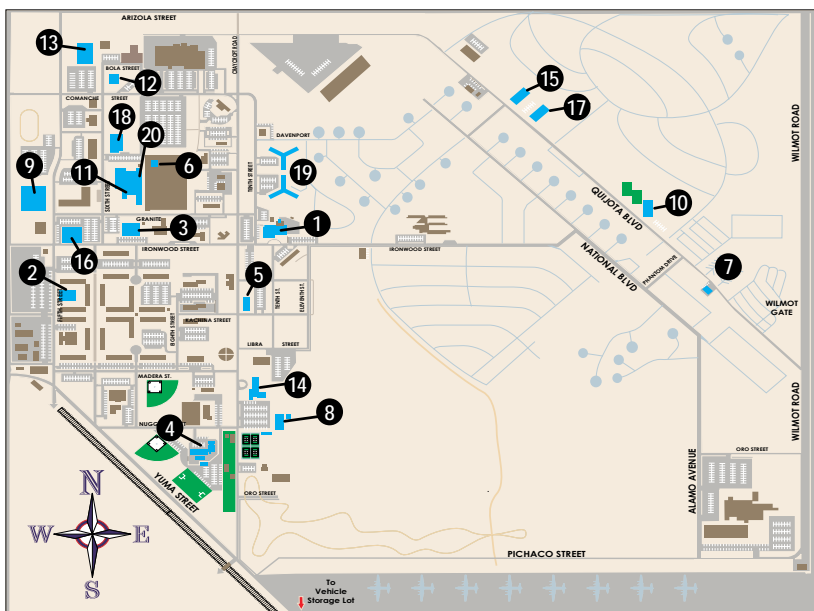 ARIZOLA STREET
13
BOLA STREET
12
CRAYCROFT ROAD
15
17
COMANCHE
STREET
18
20
6
DAVENPORT
19
WILMOT ROAD
9
11
SIXTH STREET
TENTH STREET
10
QUIJOTA BLVD
GRANITE
3
1
16
IRONWOOD STREET
IRONWOOD STREET
NATIONAL BLVD
PHANTOM DRIVE
7
2
5
FIFTH STREET
EIGHTH STREET
KACHINA STREET
TENTH ST.
ELEVENTH ST.
WILMOT
GATE
LIBRA
STREET
MADERA ST.
14
8
WILMOT ROAD
4
YUMA STREET
ORO STREET
ALAMO AVENUE
ORO STREET
N
W
E
S
PICHACO STREET
To
Vehicle
Storage Lot